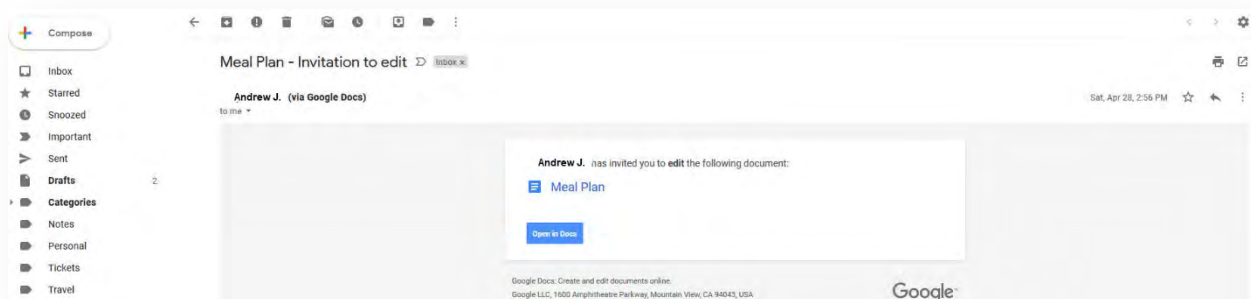 Compose
Inbox
Starred
Snoozed
Important
Sent
Drafts 2
Categories
Notes
Personal
Tickets
Travel
Meal Plan - Invitation to edit Inbox x
Andrew J. (via Google Docs) Sat, Apr 28, 2:56 PM
to me
Andrew J. has invited you to edit the following document:
Meal Plan
Open in Docs
Google Docs: Create and edit documents online.
Google LLC, 1600 Amphitheatre Parkway, Mountain View, CA 94043, USA
Google